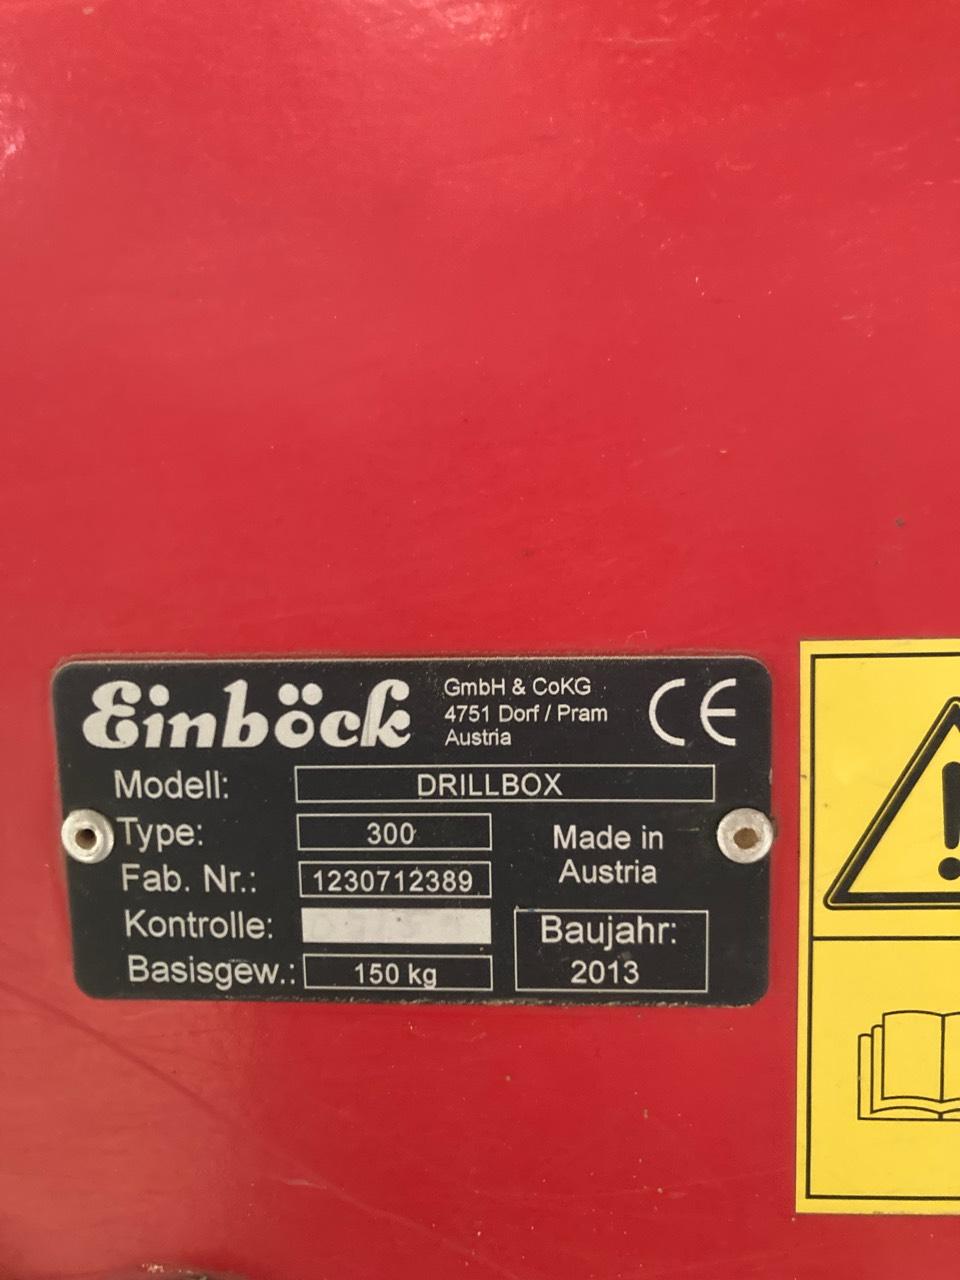 Einböck
GmbH & CoKG
4751 Dorf / Pram
Austria
CE
Modell: DRILLBOX
Type: 300
Made in
Austria
Fab. Nr.: 1230712389
Kontrolle:
Baujahr:
2013
Basisgew.: 150 kg
!